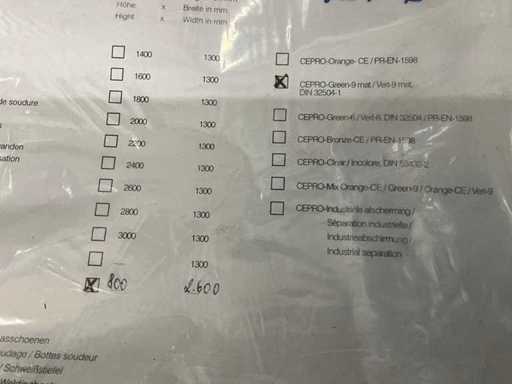 Höhe x Breite in mm
Hight x Width in mm
1400 1300
1600 1300
1800 1300
2000 1300
2200 1300
2400 1300
2600 1300
2800 1300
3000 1300
1300
800 2.600
CEPRO-Orange- CE / PR-EN-1598
CEPRO-Green-9 mat / Vert-9 mat,
DIN 32504-1
CEPRO-Green-6 / Vert-6, DIN 32504 / PR-EN-1598
CEPRO-Bronze-CE / PR-EN-1598
CEPRO-Clear / Incolore, DIN
CEPRO-Mix Orange-CE / Green-9 / Orange-CE / Vert-9
CEPRO-Industriële afscherming /
Séparation industrielle /
Industrieabschirmung /
Industrial separation
de soudure
anden
sation
asschoenen
udage / Bottes soudeur
/ Schweißstiefel